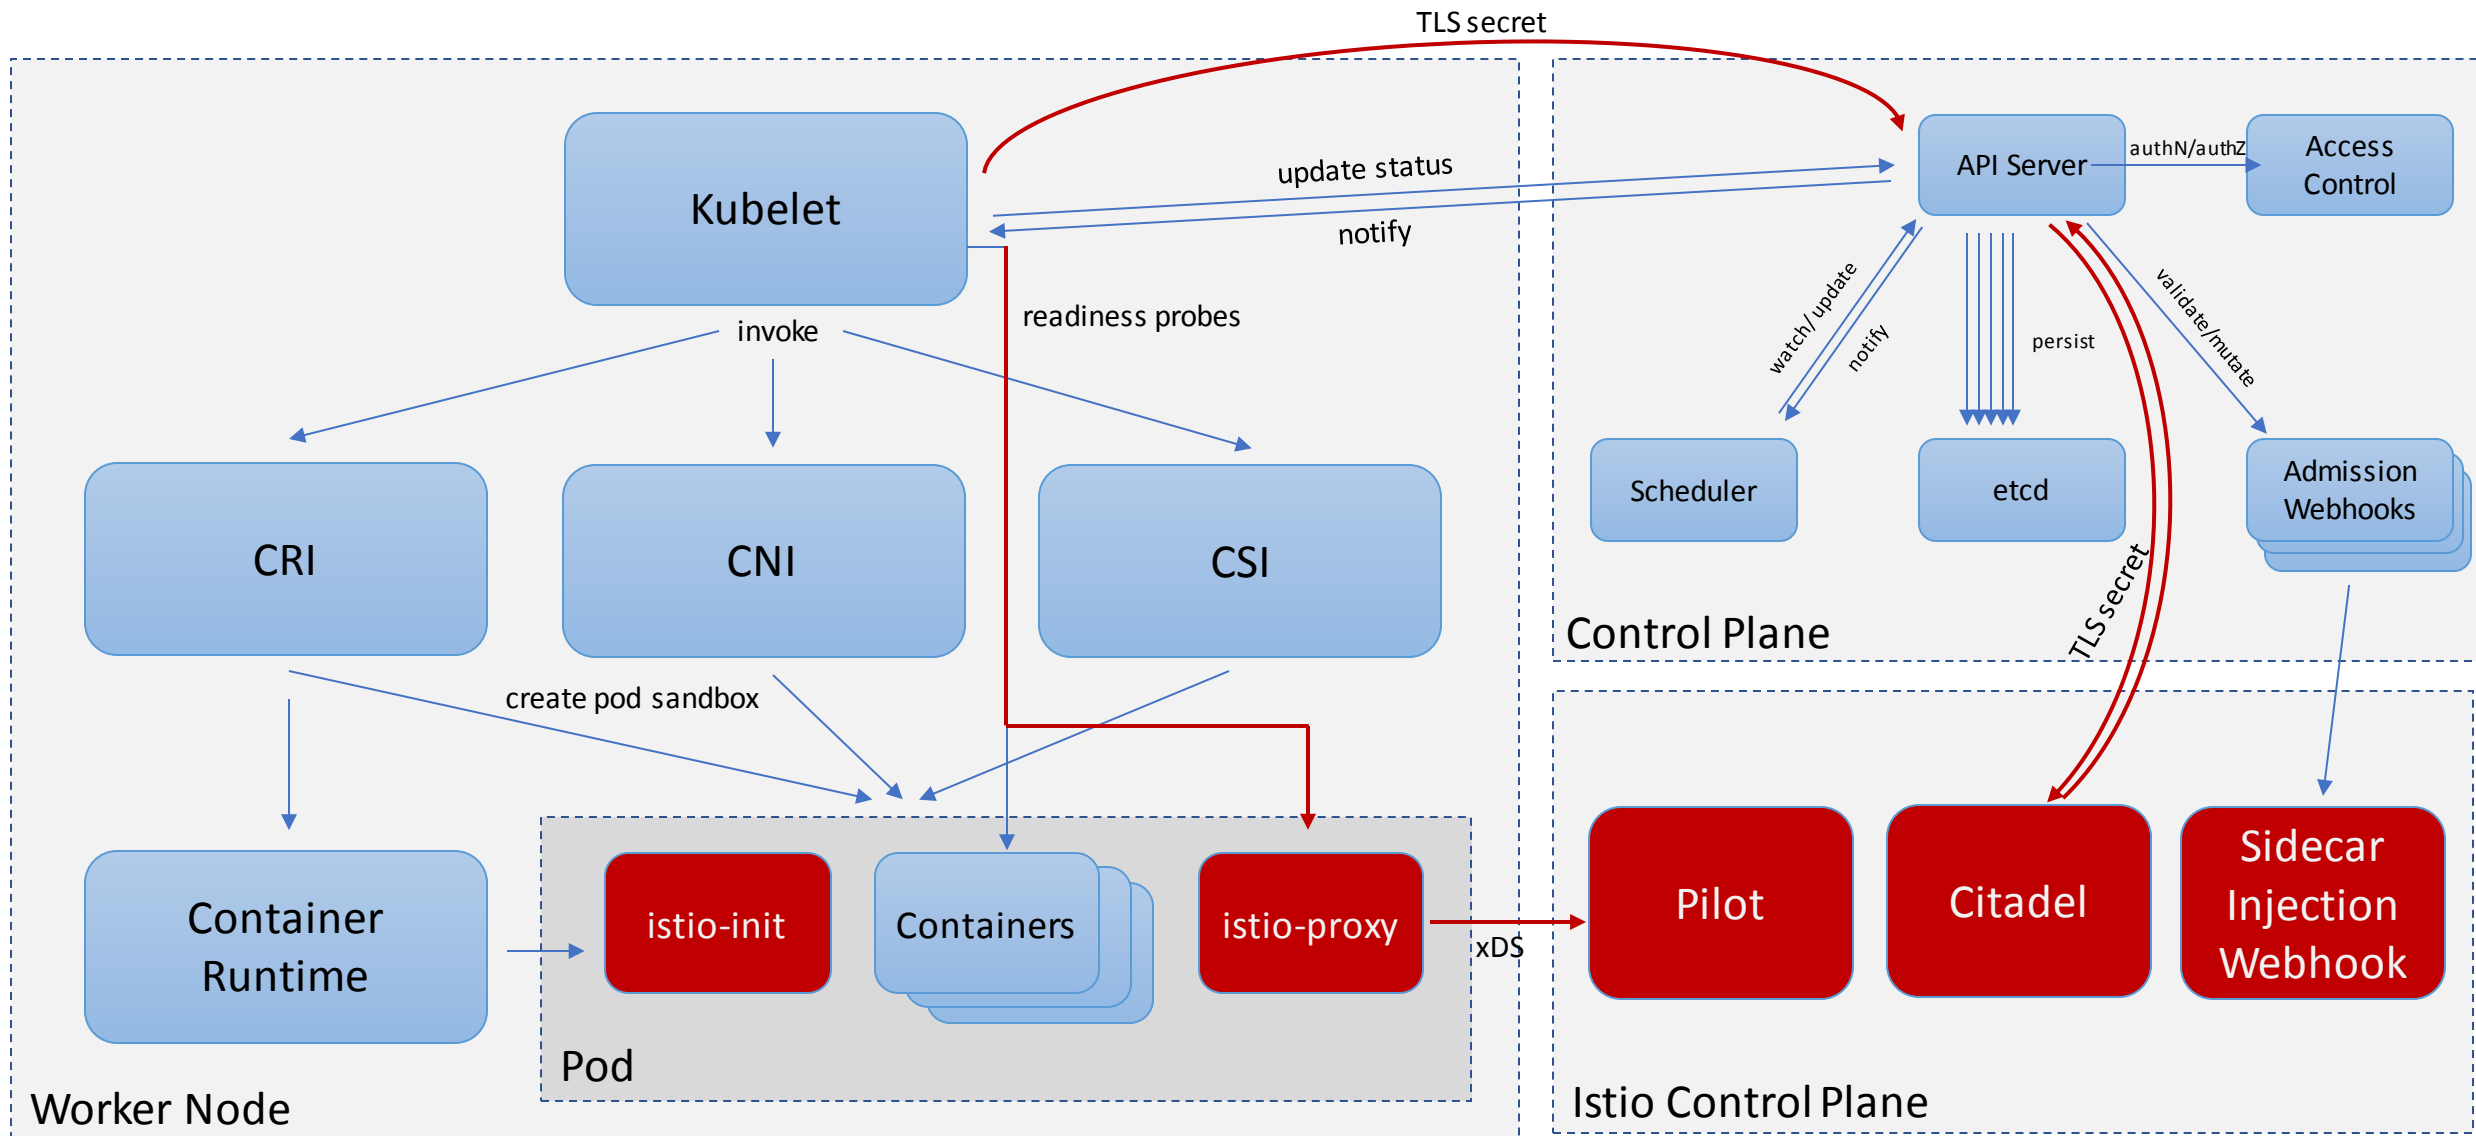 TLS secret
Kubelet
update status
notify
API Server
authN/authZ
Access
Control
invoke
readiness probes
watch/ update
notify
persist
validate/mutate
CRI
CNI
CSI
Scheduler
etcd
Admission
Webhooks
TLS secret
Control Plane
create pod sandbox
Container
Runtime
istio-init
Containers
istio-proxy
xDS
Pilot
Citadel
Sidecar
Injection
Webhook
Pod
Worker Node
Istio Control Plane